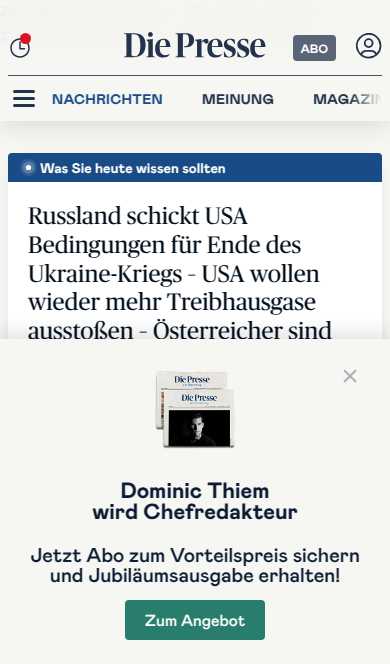 Die Presse
ABO
NACHRICHTEN MEINUNG MAGAZIN
Was Sie heute wissen sollten
Russland schickt USA
Bedingungen für Ende des
Ukraine-Kriegs – USA wollen
wieder mehr Treibhausgase
ausstoßen – Österreicher sind
Die Presse
Die Presse
Dominic Thiem
wird Chefredakteur
Jetzt Abo zum Vorteilspreis sichern
und Jubiläumsausgabe erhalten!
Zum Angebot